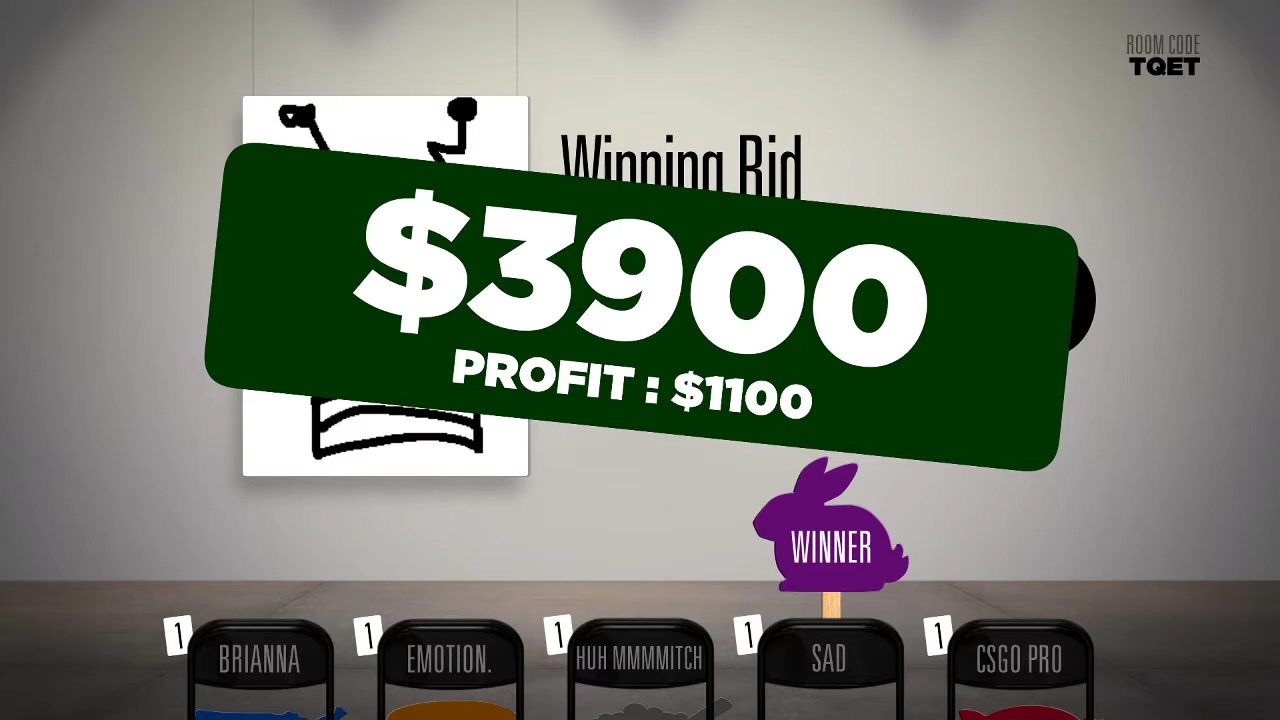 ROOM CODE
TQET
Winning Bid
$3900
PROFIT : $1100
WINNER
1 1 1 1 1
BRIANNA EMOTION. HUH MMMMITCH SAD CSGO PRO